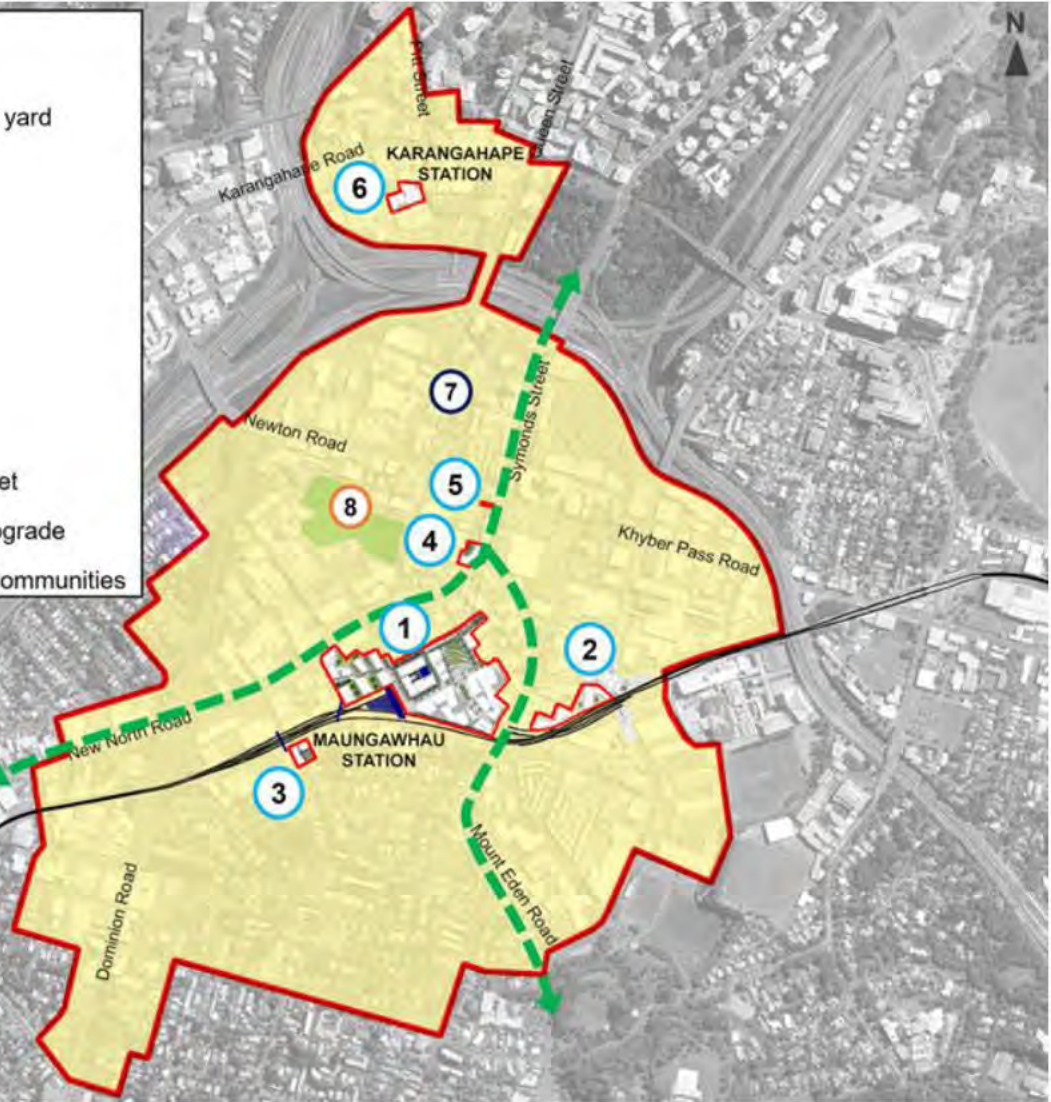 yard
et
grade
ommunities
N
Pitt Street
Queen Street
Karangahape Road
KARANGAHAPE
STATION
6
7
Symonds Street
Newton Road
5
8
4
Khyber Pass Road
1
2
New North Road
MAUNGAWHAU
STATION
3
Mount Eden Road
Dominion Road